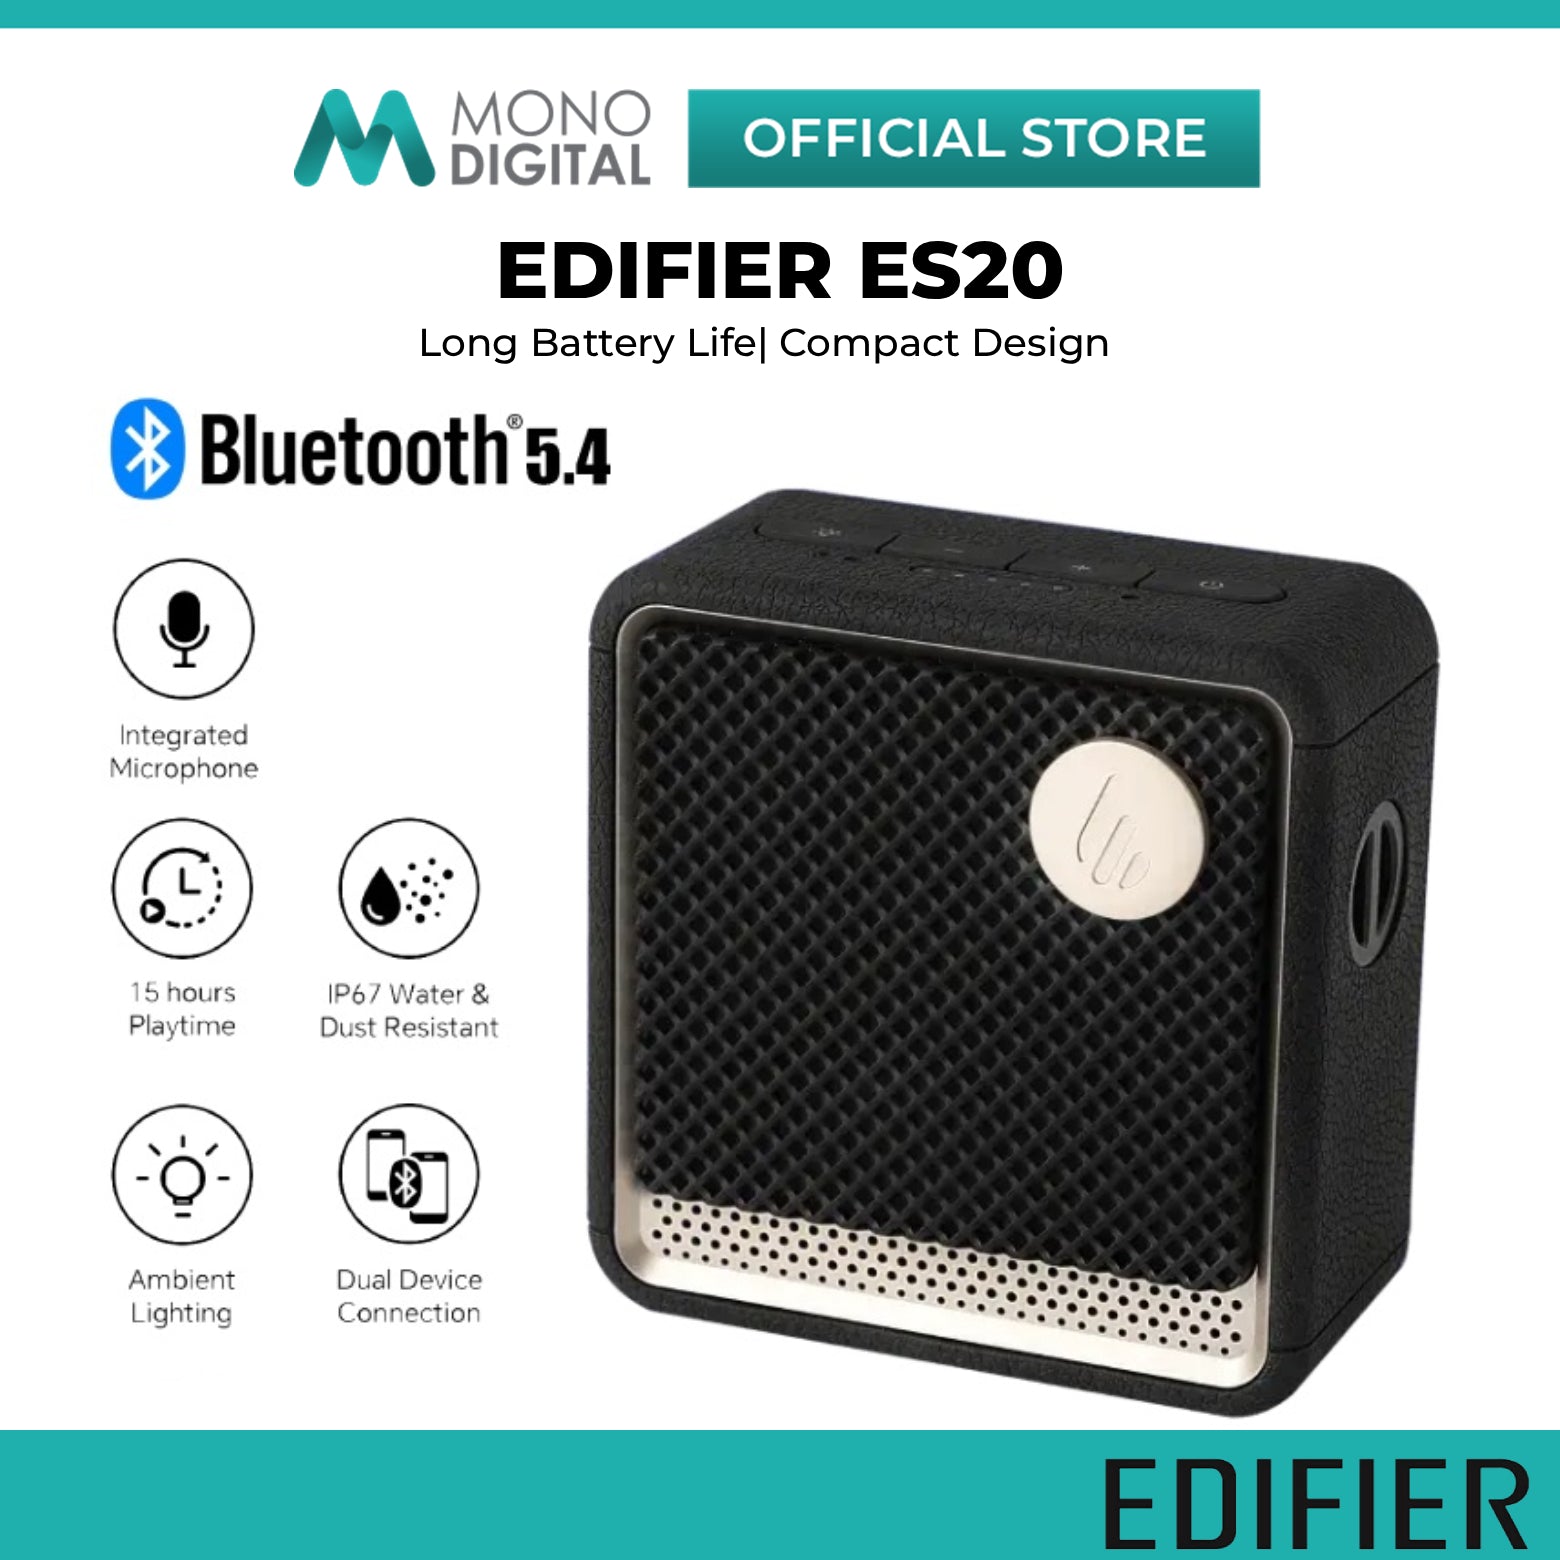 MONO
DIGITAL
OFFICIAL STORE
EDIFIER ES20
Long Battery Life| Compact Design
Bluetooth® 5.4
Integrated
Microphone
15 hours
Playtime
IP67 Water &
Dust Resistant
Ambient
Lighting
Dual Device
Connection
EDIFIER